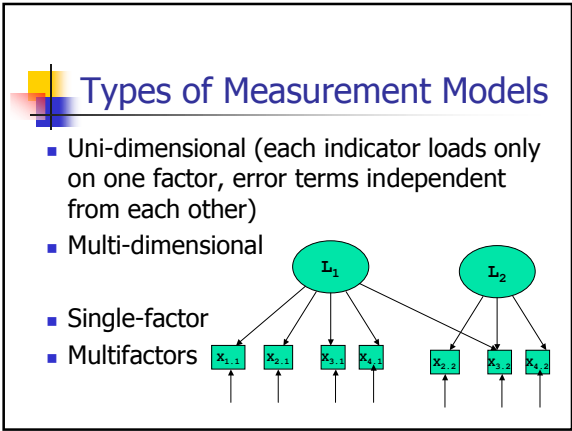 Types of Measurement Models
Uni-dimensional (each indicator loads only
on one factor, error terms independent
from each other)
Multi-dimensional
L1
L2
Single-factor
Multifactors
x1.1 x2.1 x3.1 x4.1 x2.2 x3.2 x4.2